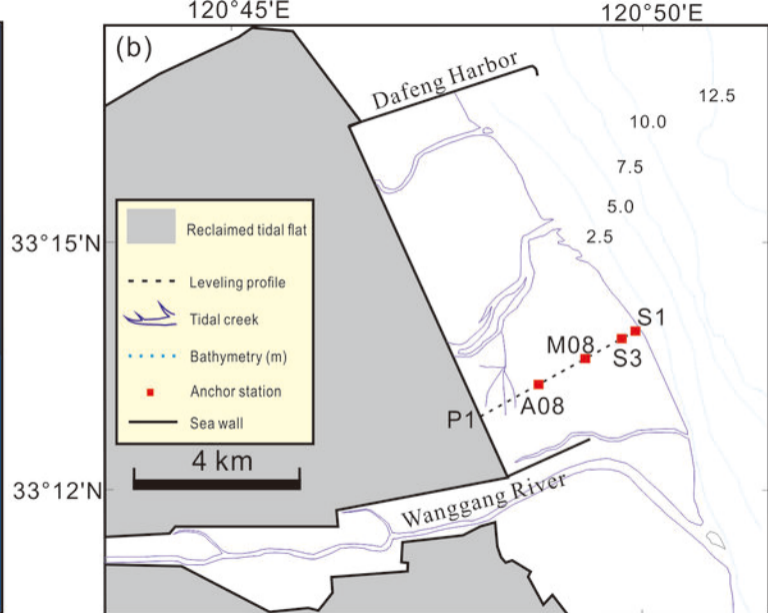 120°45'E
120°50'E
(b)
Dafeng Harbor
12.5
10.0
7.5
5.0
2.5
33°15'N
Reclaimed tidal flat
Leveling profile
Tidal creek
Bathymetry (m)
Anchor station
Sea wall
4 km
S1
M08
S3
A08
P1
33°12'N
Wanggang River